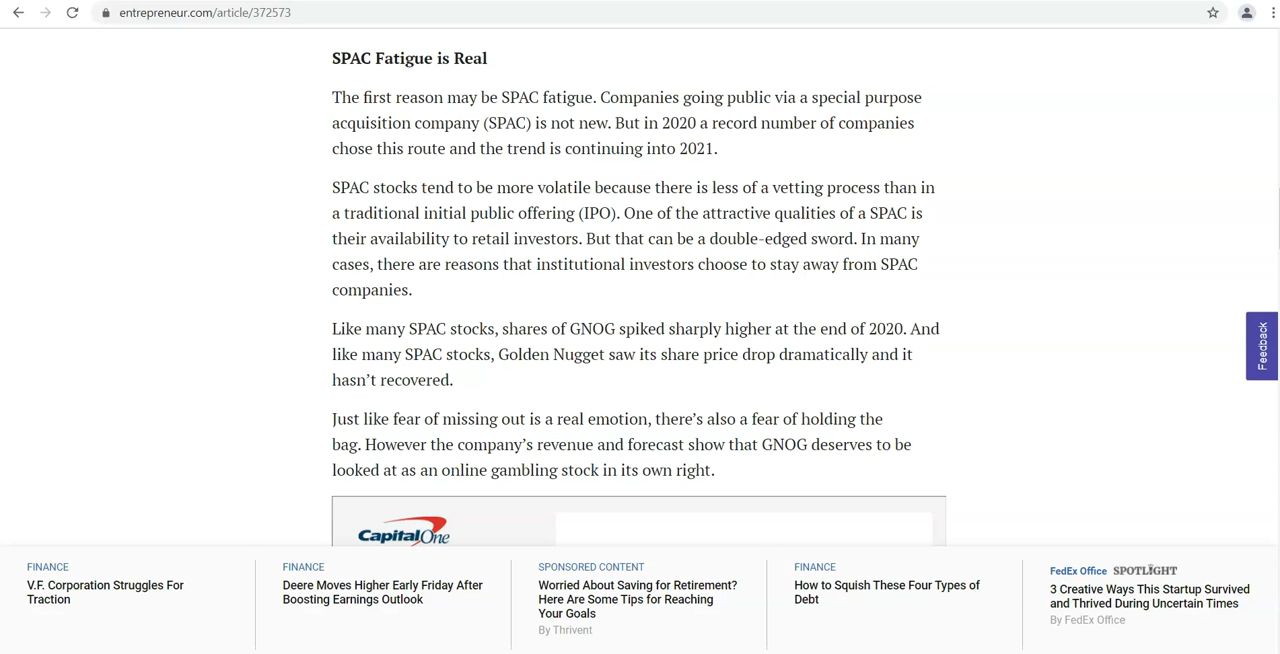 entrepreneur.com/article/372573
SPAC Fatigue is Real
The first reason may be SPAC fatigue. Companies going public via a special purpose
acquisition company (SPAC) is not new. But in 2020 a record number of companies
chose this route and the trend is continuing into 2021.
SPAC stocks tend to be more volatile because there is less of a vetting process than in
a traditional initial public offering (IPO). One of the attractive qualities of a SPAC is
their availability to retail investors. But that can be a double-edged sword. In many
cases, there are reasons that institutional investors choose to stay away from SPAC
companies.
Like many SPAC stocks, shares of GNOG spiked sharply higher at the end of 2020. And
like many SPAC stocks, Golden Nugget saw its share price drop dramatically and it
hasn’t recovered.
Just like fear of missing out is a real emotion, there’s also a fear of holding the
bag. However the company’s revenue and forecast show that GNOG deserves to be
looked at as an online gambling stock in its own right.
Feedback
CapitalOne
FINANCE
V.F. Corporation Struggles For
Traction
FINANCE
Deere Moves Higher Early Friday After
Boosting Earnings Outlook
SPONSORED CONTENT
Worried About Saving for Retirement?
Here Are Some Tips for Reaching
Your Goals
By Thrivent
FINANCE
How to Squish These Four Types of
Debt
FedEx Office SPOTLIGHT
3 Creative Ways This Startup Survived
and Thrived During Uncertain Times
By FedEx Office